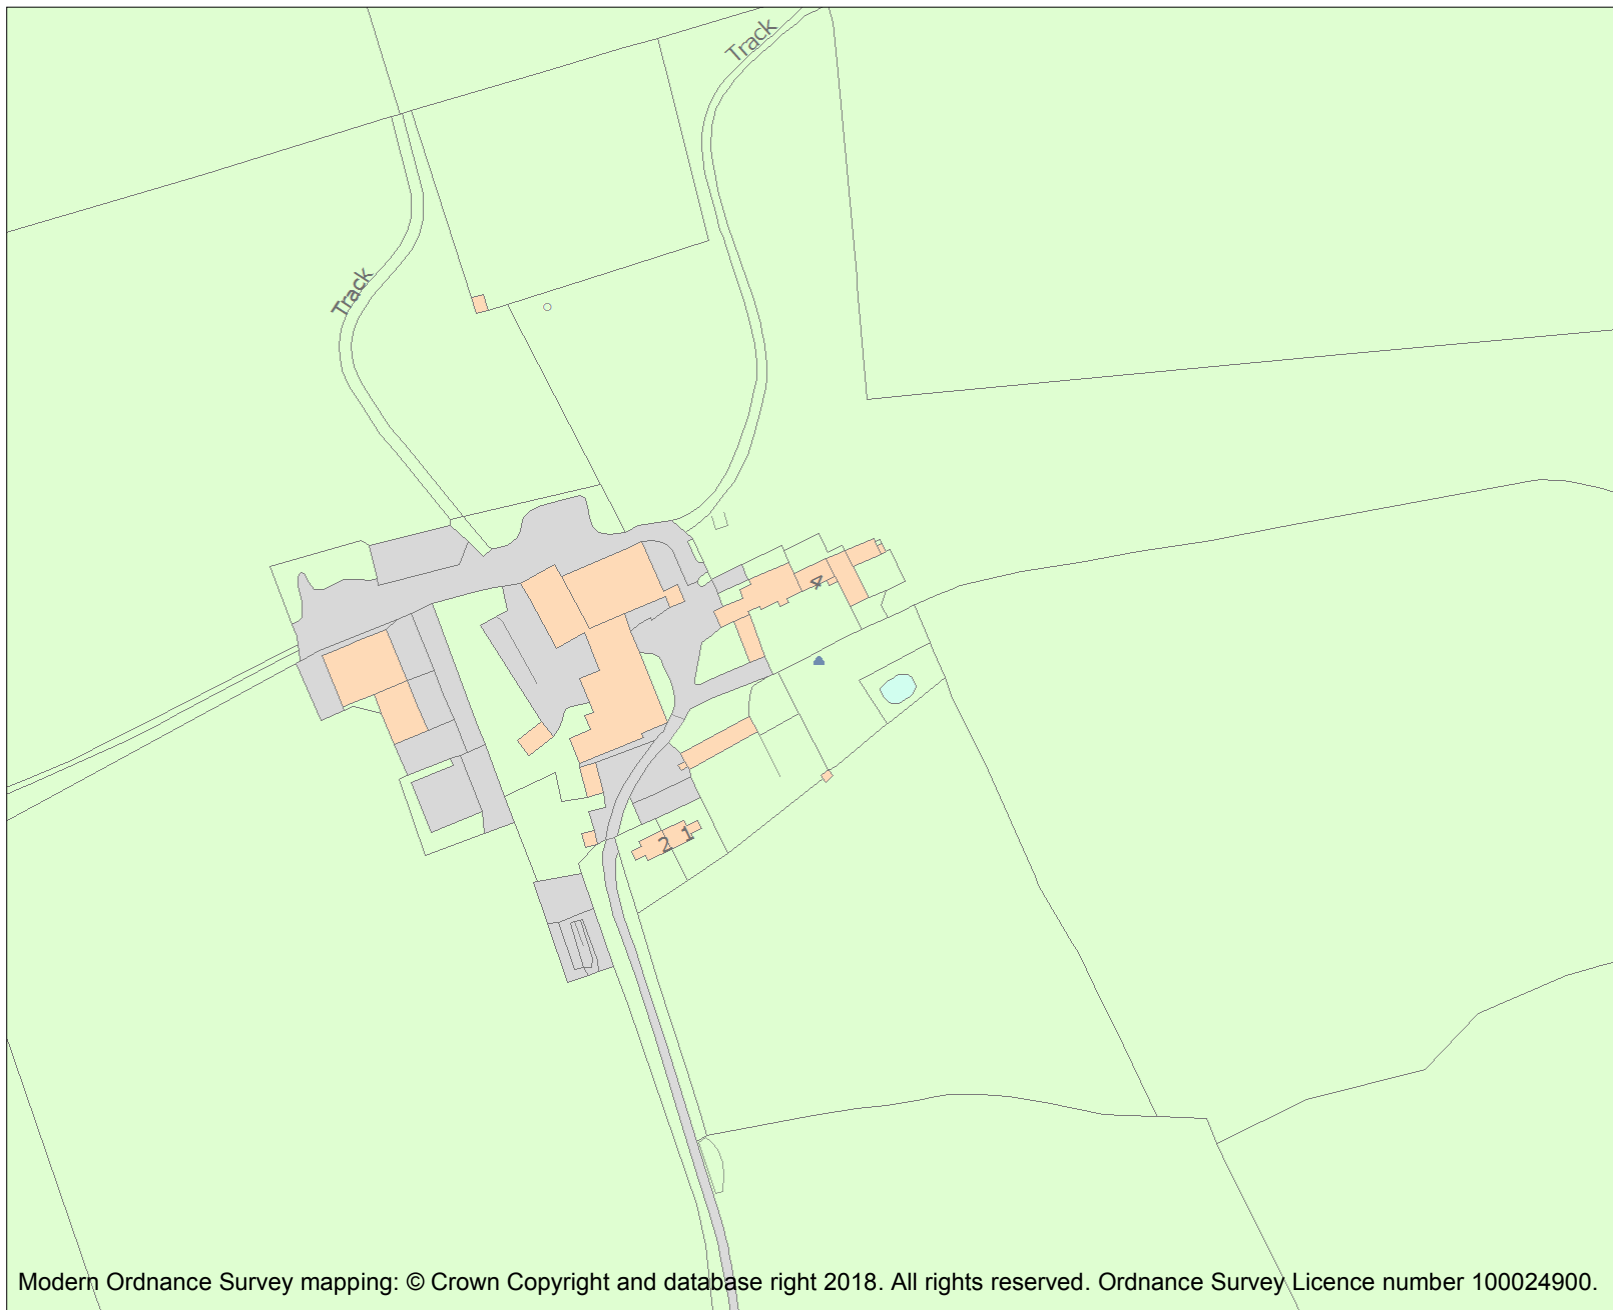 Track
Track
4
2 1
Modern Ordnance Survey mapping: © Crown Copyright and database right 2018. All rights reserved. Ordnance Survey Licence number 100024900.